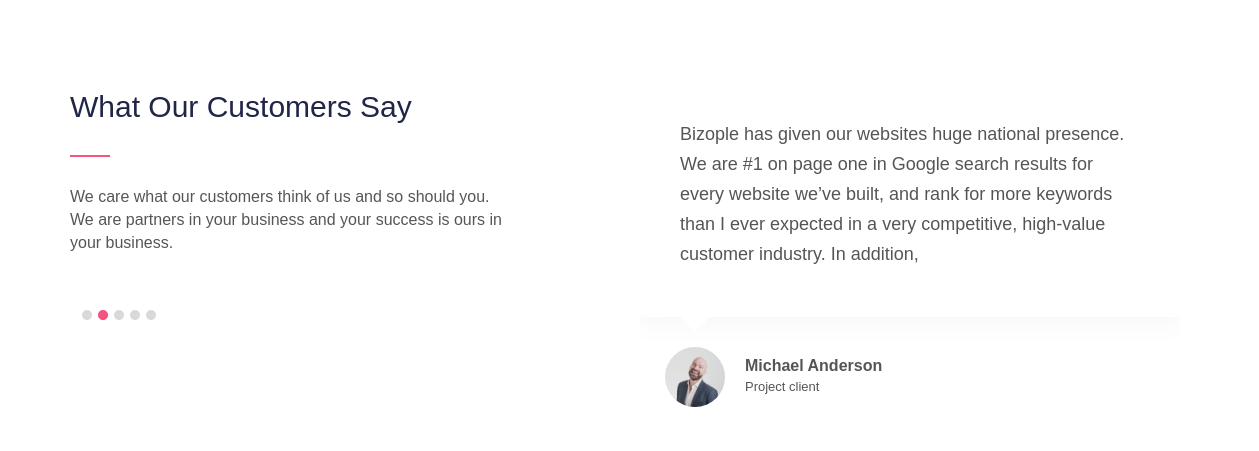 What Our Customers Say
We care what our customers think of us and so should you.
We are partners in your business and your success is ours in
your business.
Bizople has given our websites huge national presence.
We are #1 on page one in Google search results for
every website we’ve built, and rank for more keywords
than I ever expected in a very competitive, high-value
customer industry. In addition,
Michael Anderson
Project client